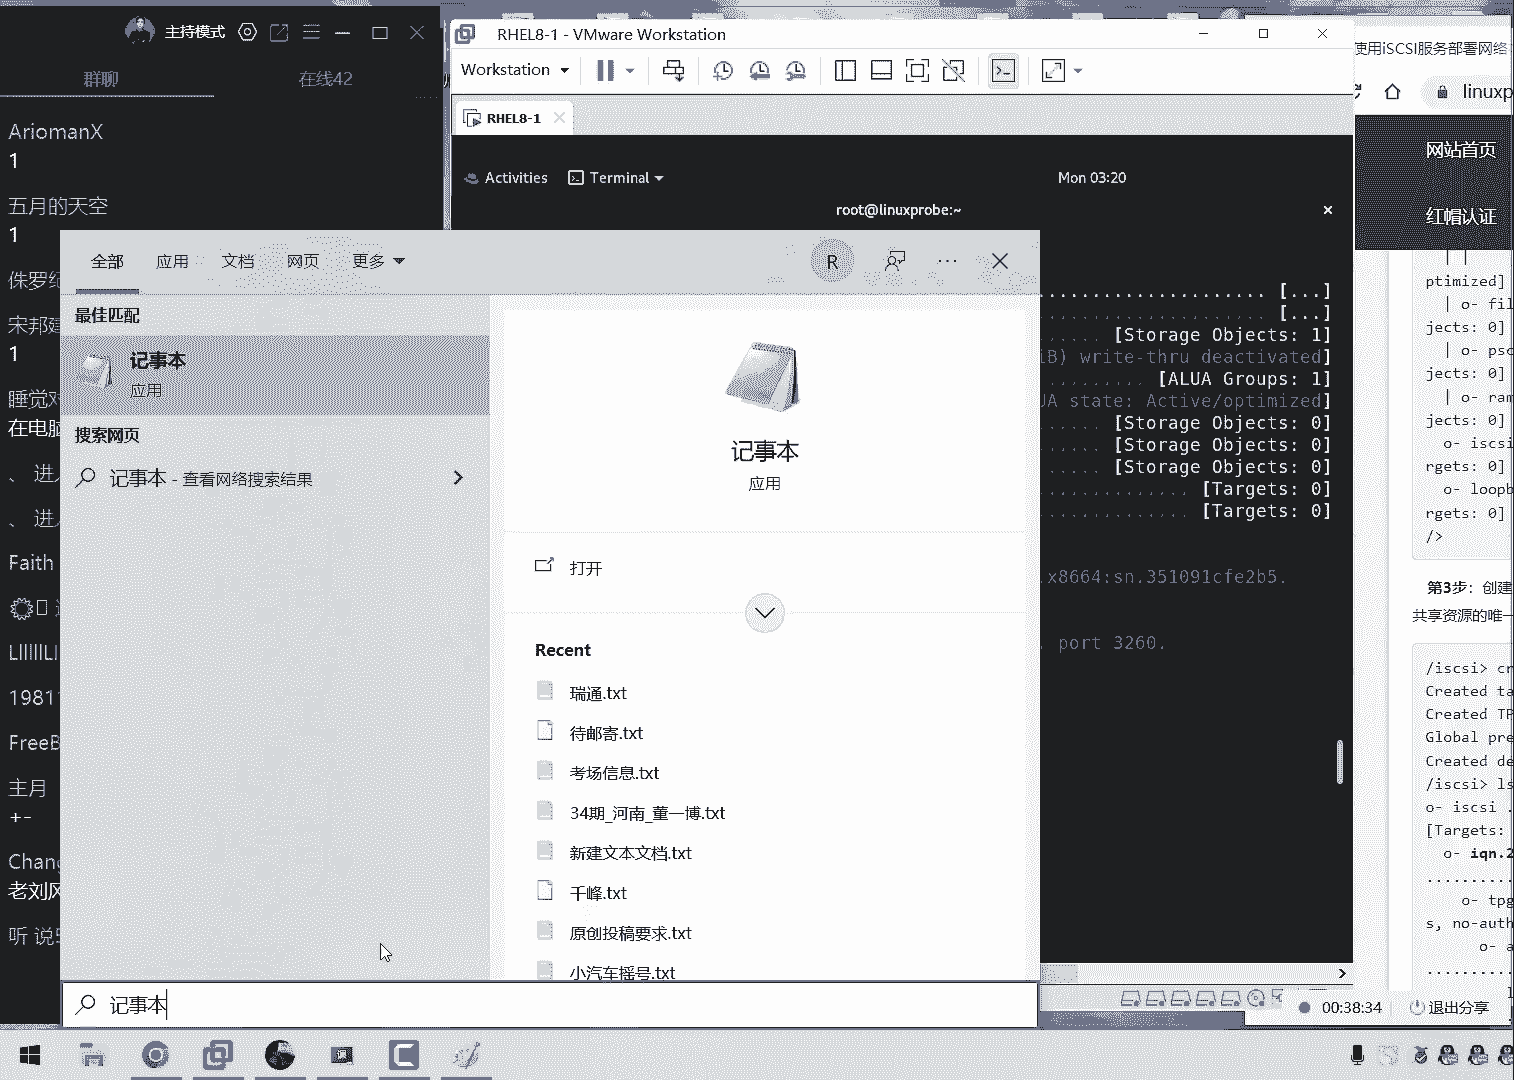 主持模式
群聊
在线42
AriomanX
1
五月的天空
1
侏罗纪
宋邦建
1
在电脑
、 进
、 进
Faith
1981
FreeB
主月
+-
Chang
老刘风
听 说
RHEL8-1 - VMware Workstation
Workstation
RHEL8-1
Activities
Terminal
Mon 03:20
root@linuxprobe:~
[...]
[...]
[Storage Objects: 1]
iB) write-thru deactivated]
[ALUA Groups: 1]
UA state: Active/optimized]
[Storage Objects: 0]
[Storage Objects: 0]
[Storage Objects: 0]
[Targets: 0]
[Targets: 0]
.x8664:sn.351091cfe2b5.
port 3260.
全部
应用
文档
网页
更多
R
最佳匹配
记事本
应用
搜索网页
记事本 - 查看网络搜索结果
记事本
应用
打开
Recent
瑞通.txt
待邮寄.txt
考场信息.txt
34期_河南_董一博.txt
新建文本文档.txt
千峰.txt
原创投稿要求.txt
小汽车摇号.txt
记事本
使用iSCSI服务部署网络
linuxp
网站首页
红帽认证
| |
ptimized]
| o- fil
jects: 0]
| o- psc
jects: 0]
| o- ram
jects: 0]
o- iscsi
rgets: 0]
o- loopb
rgets: 0]
/>
第3步：创建
共享资源的唯一
/iscsi> cr
Created ta
Created TP
Global pre
Created de
/iscsi> ls
o- iscsi .
[Targets:
o- iqn.2
..........
o- tpg
s, no-auth
o- a
..........
00:38:34
退出分享